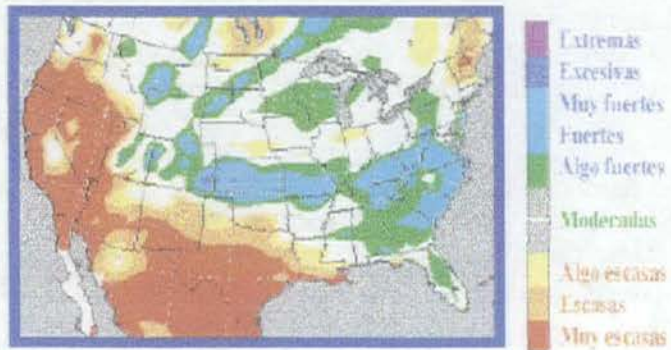 Extremas
Excesivas
Muy fuertes
Fuertes
Algo fuertes
Moderadas
Algo escasas
Escasas
Muy escasas